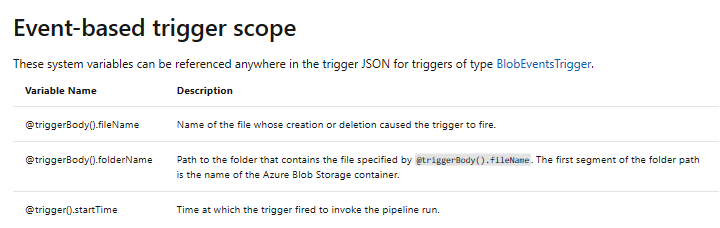 Event-based trigger scope
These system variables can be referenced anywhere in the trigger JSON for triggers of type BlobEventsTrigger.
Variable Name Description
@triggerBody().fileName Name of the file whose creation or deletion caused the trigger to fire.
@triggerBody().folderName Path to the folder that contains the file specified by @triggerBody().fileName. The first segment of the folder path
is the name of the Azure Blob Storage container.
@trigger().startTime Time at which the trigger fired to invoke the pipeline run.